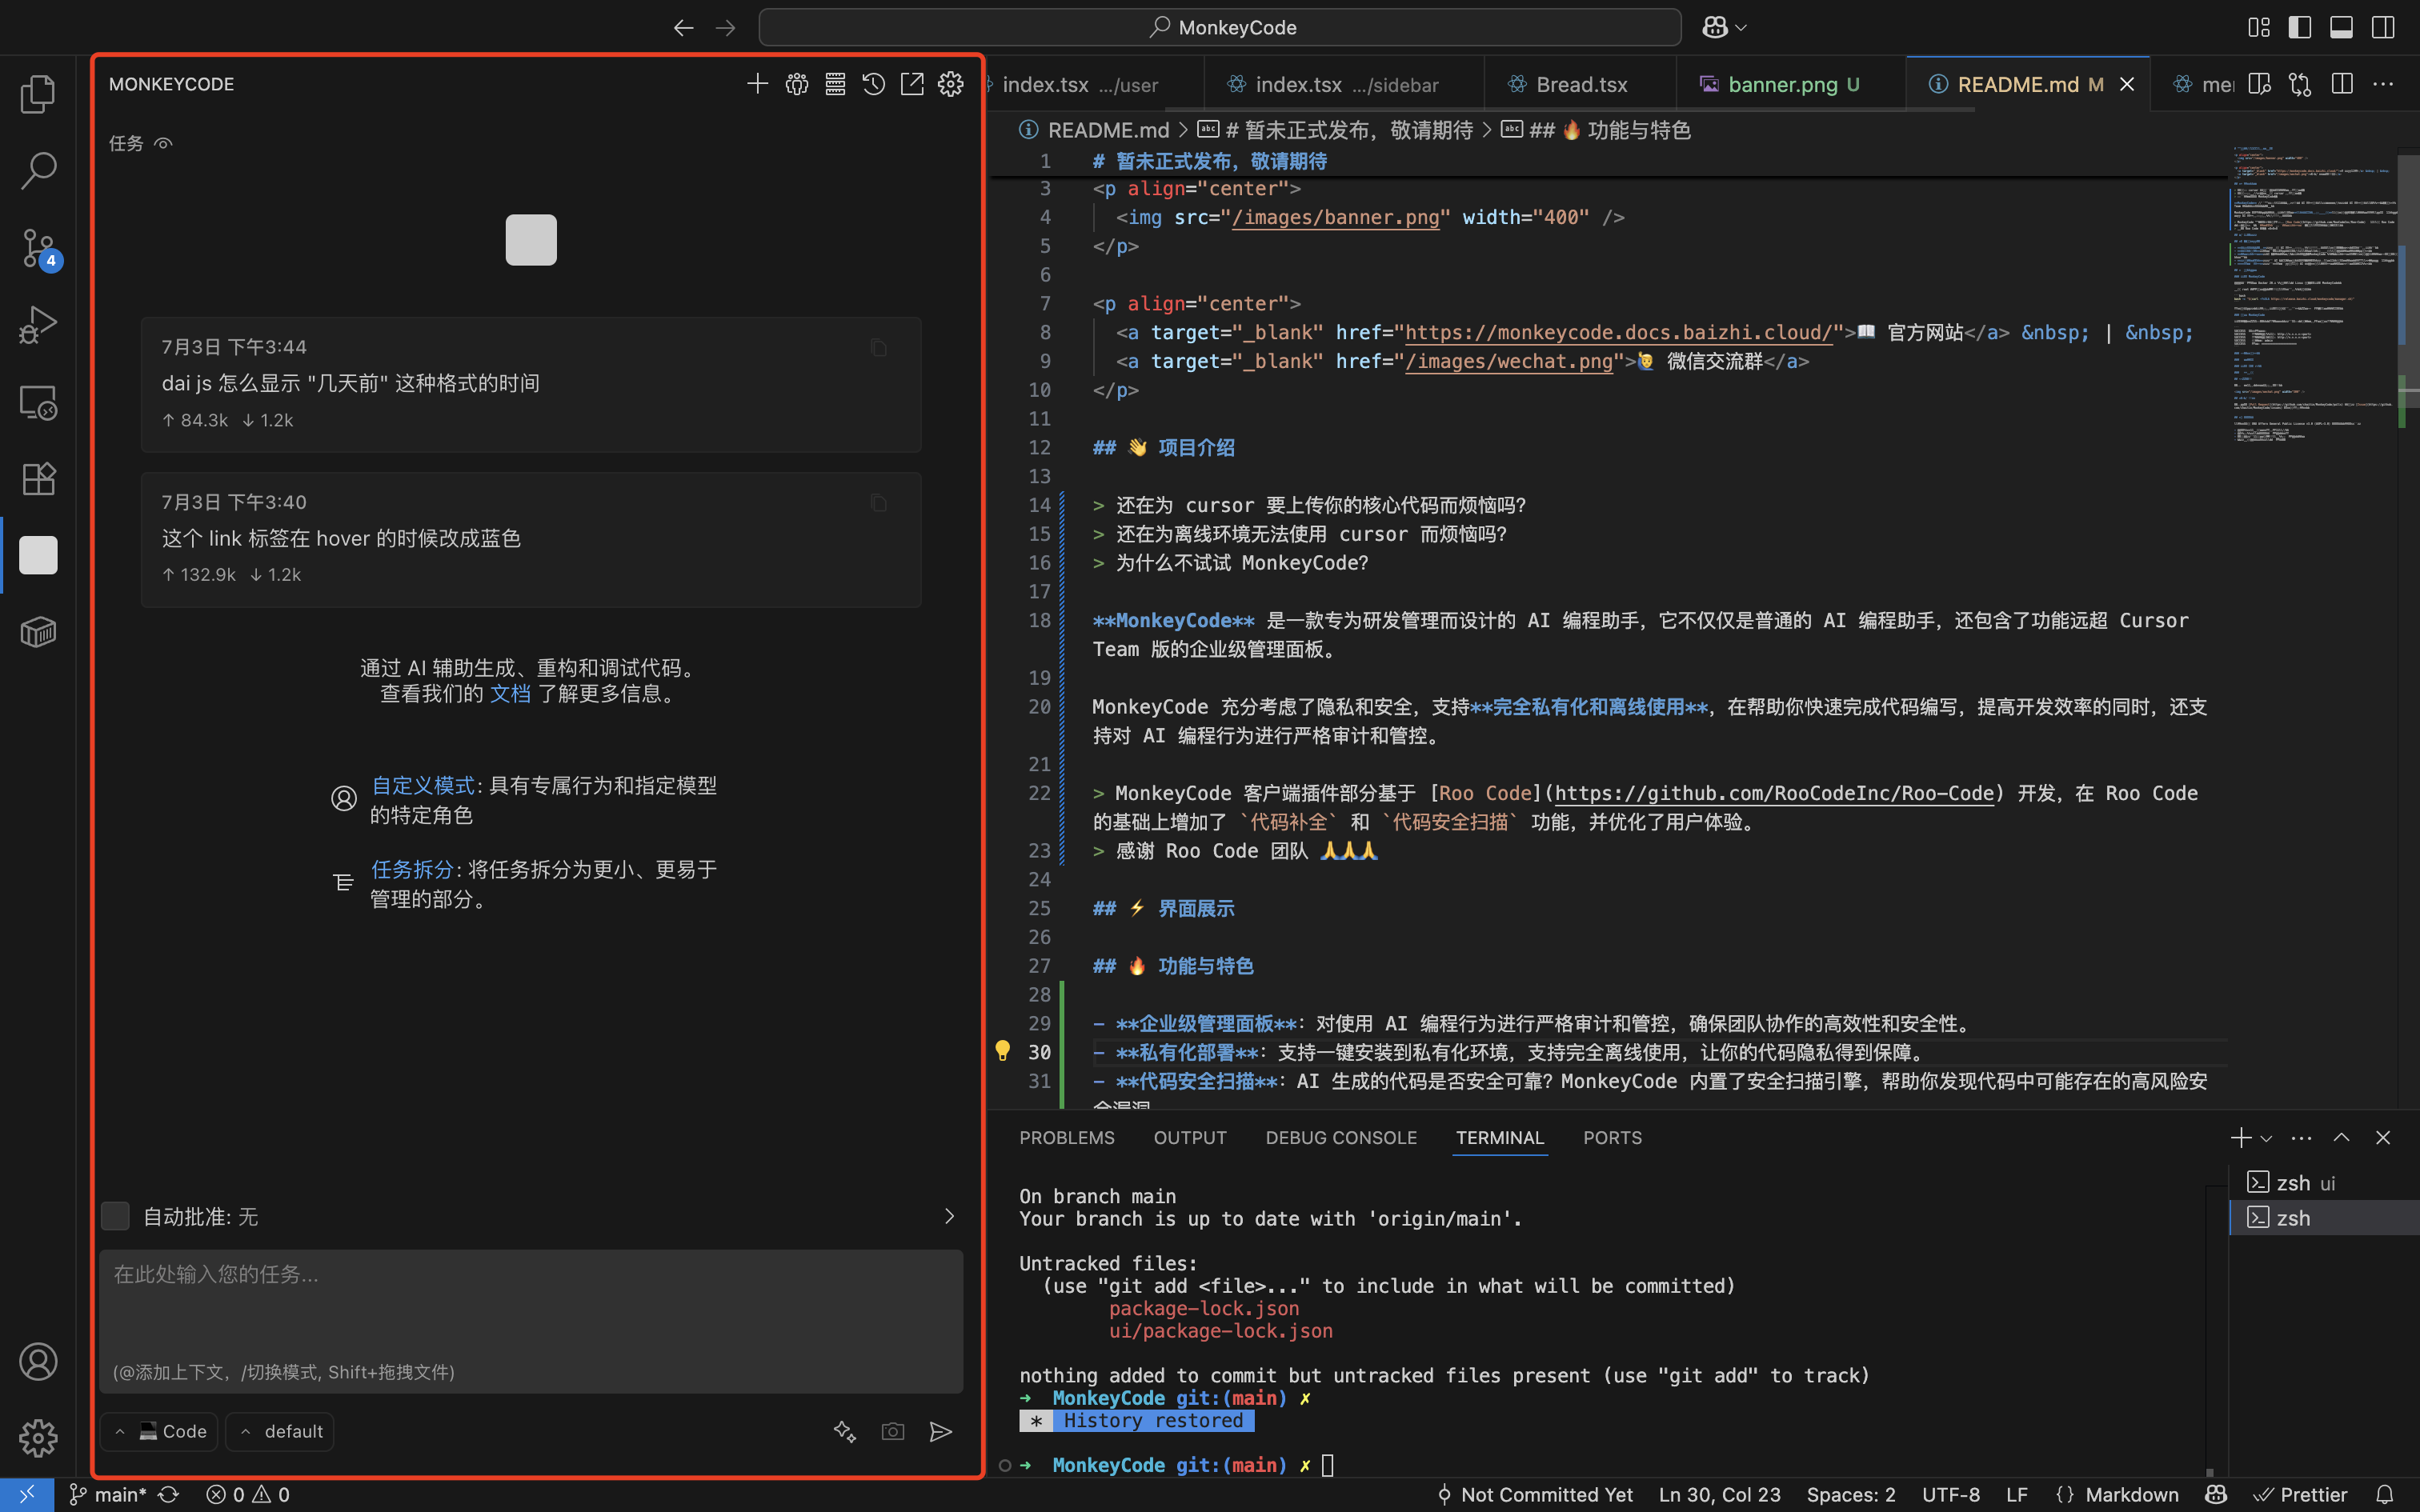 MonkeyCode
MONKEYCODE
任务
7月3日 下午3:44
dai js 怎么显示 "几天前" 这种格式的时间
↑ 84.3k ↓ 1.2k
7月3日 下午3:40
这个 link 标签在 hover 的时候改成蓝色
↑ 132.9k ↓ 1.2k
通过 AI 辅助生成、重构和调试代码。
查看我们的 文档 了解更多信息。
自定义模式: 具有专属行为和指定模型
的特定角色
任务拆分: 将任务拆分为更小、更易于
管理的部分。
自动批准: 无
在此处输入您的任务...
(@添加上下文, /切换模式, Shift+拖拽文件)
Code
default
4
index.tsx .../user
index.tsx .../sidebar
Bread.tsx
banner.png U
README.md M
README.md > # 暂未正式发布, 敬请期待 > ## 🔥 功能与特色
1 # 暂未正式发布，敬请期待
3 <p align="center">
4 <img src="/images/banner.png" width="400" />
5 </p>
6
7 <p align="center">
8 <a target="_blank" href="https://monkeycode.docs.baizhi.cloud/">📖 官方网站</a> &nbsp; | &nbsp;
9 <a target="_blank" href="/images/wechat.png">🙋‍♂️ 微信交流群</a>
10 </p>
11
12 ## 👋 项目介绍
13
14 > 还在为 cursor 要上传你的核心代码而烦恼吗？
15 > 还在为离线环境无法使用 cursor 而烦恼吗？
16 > 为什么不试试 MonkeyCode？
17
18 **MonkeyCode** 是一款专为研发管理而设计的 AI 编程助手，它不仅仅是普通的 AI 编程助手，还包含了功能远超 Cursor
Team 版的企业级管理面板。
19
20 MonkeyCode 充分考虑了隐私和安全，支持**完全私有化和离线使用**，在帮助你快速完成代码编写，提高开发效率的同时，还支
持对 AI 编程行为进行严格审计和管控。
21
22 > MonkeyCode 客户端插件部分基于 [Roo Code](https://github.com/RooCodeInc/Roo-Code) 开发，在 Roo Code
的基础上增加了 `代码补全` 和 `代码安全扫描` 功能，并优化了用户体验。
23 > 感谢 Roo Code 团队 🙏🙏🙏
24
25 ## ⚡ 界面展示
26
27 ## 🔥 功能与特色
28
29 - **企业级管理面板**：对使用 AI 编程行为进行严格审计和管控，确保团队协作的高效性和安全性。
30 - **私有化部署**：支持一键安装到私有化环境，支持完全离线使用，让你的代码隐私得到保障。
31 - **代码安全扫描**：AI 生成的代码是否安全可靠？MonkeyCode 内置了安全扫描引擎，帮助你发现代码中可能存在的高风险安
PROBLEMS OUTPUT DEBUG CONSOLE TERMINAL PORTS
On branch main
Your branch is up to date with 'origin/main'.
Untracked files:
(use "git add <file>..." to include in what will be committed)
package-lock.json
ui/package-lock.json
nothing added to commit but untracked files present (use "git add" to track)
→ MonkeyCode git:(main) ✗
* History restored
→ MonkeyCode git:(main) ✗
zsh ui
zsh
main* 0 0
Not Committed Yet Ln 30, Col 23 Spaces: 2 UTF-8 LF {} Markdown Prettier